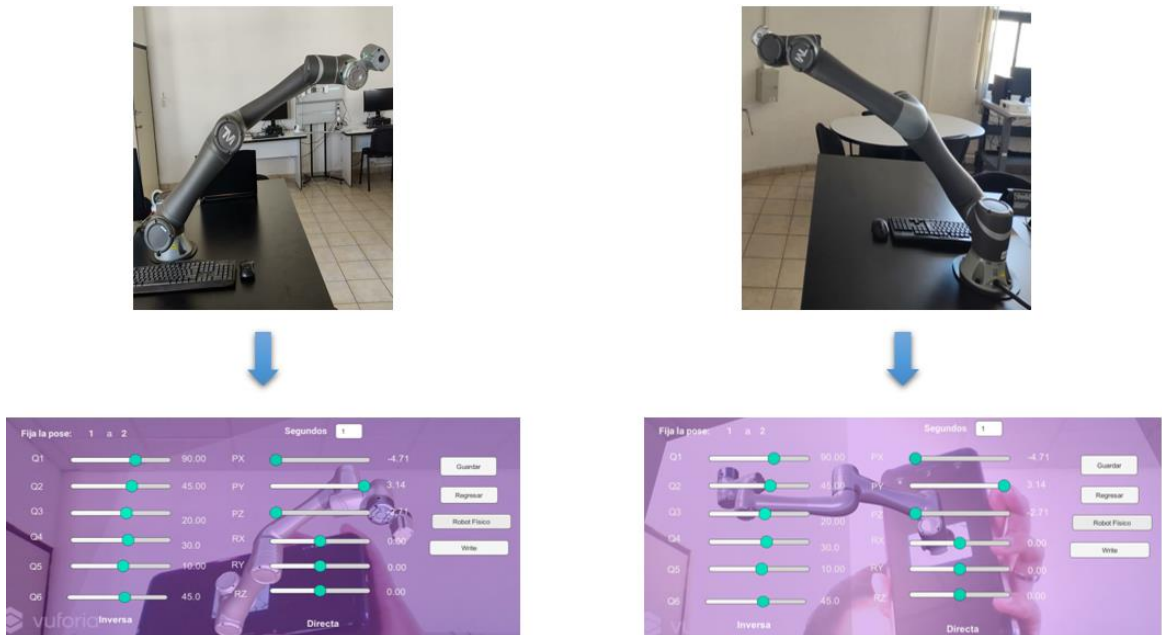 TM
TM
Fija la pose: 1 a 2 Segundos 1
Q1 90.00 PX -4.71 Guardar
Q2 45.00 PY 3.14 Regresar
Q3 20.00 PZ -2.71 Robot Fisico
Q4 30.0 RX 0.00 Write
Q5 10.00 RY 0.00
Q6 45.0 RZ 0.00
vuforia Inversa Directa
Fija la pose: 1 a 2 Segundos 1
Q1 90.00 PX -4.71 Guardar
Q2 45.00 PY 3.14 Regresar
Q3 20.00 PZ -2.71 Robot Fisico
Q4 30.0 RX 0.00 Write
Q5 10.00 RY 0.00
Q6 45.0 RZ 0.00
Inversa Directa